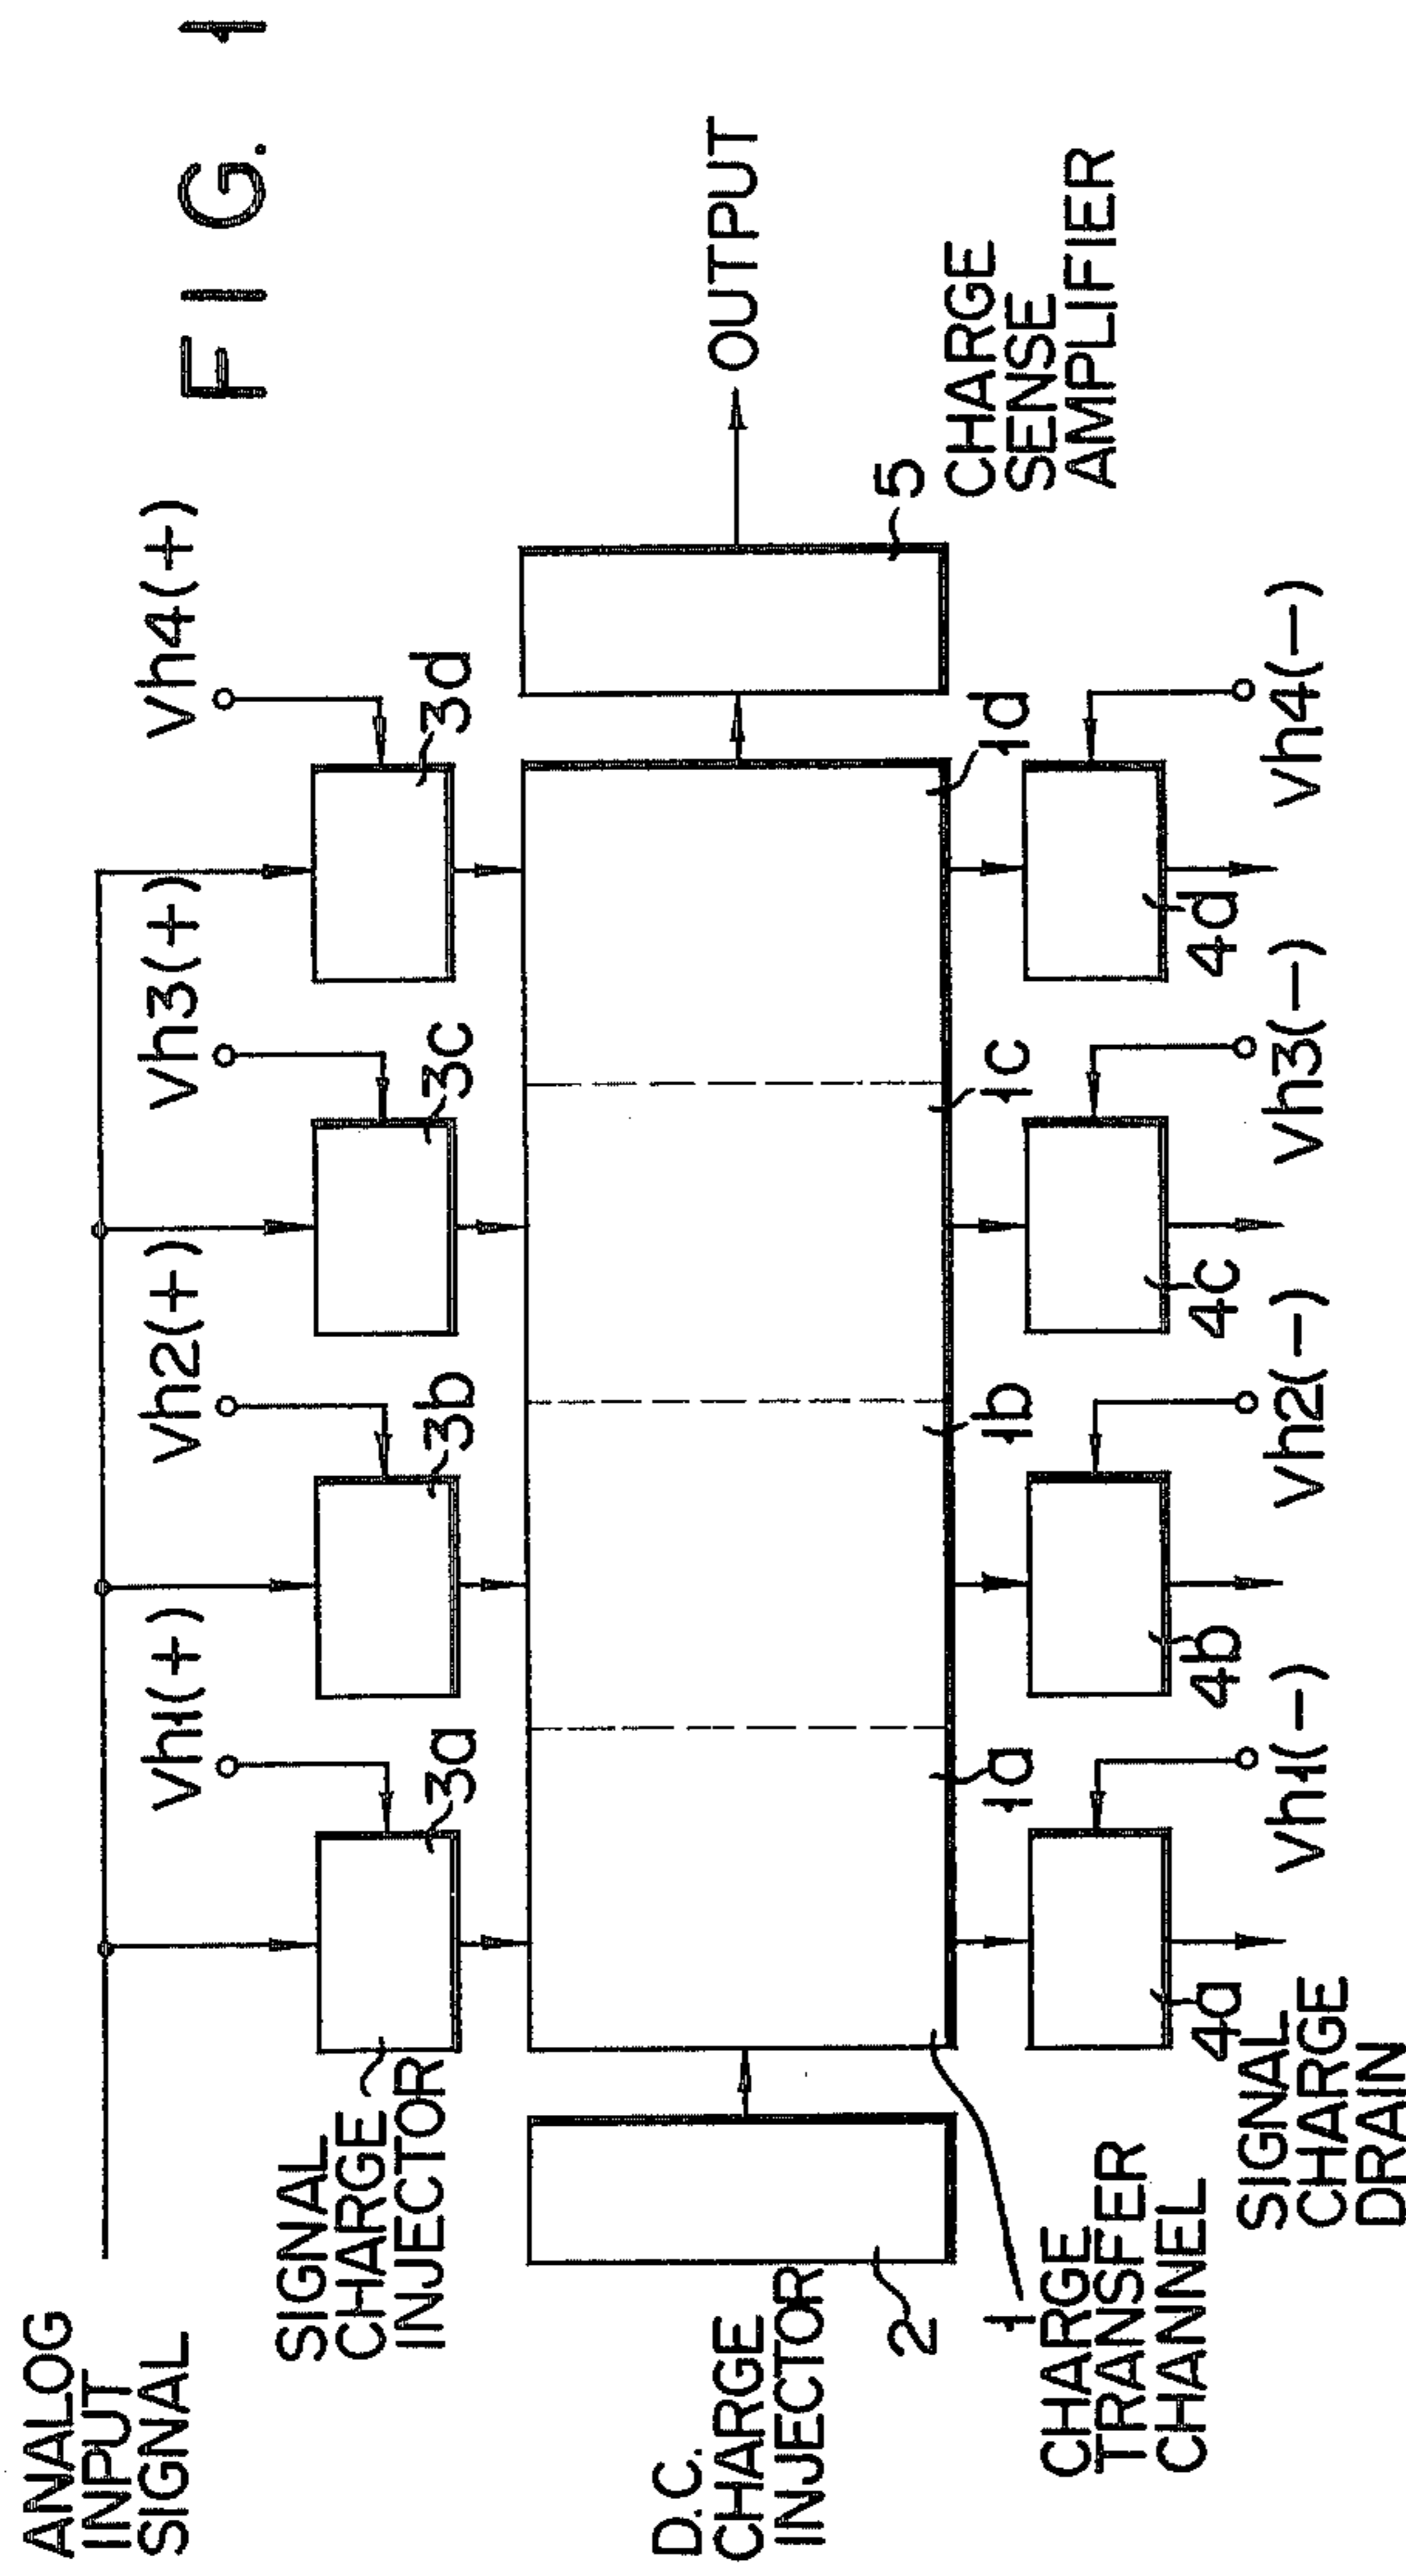 FIG. 1
ANALOG
INPUT
SIGNAL
Vh1(+)
Vh2(+)
Vh3(+)
Vh4(+)
SIGNAL
CHARGE
INJECTOR
3a
3b
3c
3d
D.C.
CHARGE
INJECTOR
2
OUTPUT
5
CHARGE
SENSE
AMPLIFIER
1
CHARGE
TRANSFER
CHANNEL
1a
1b
1c
1d
4a
4b
4c
4d
SIGNAL
CHARGE
DRAIN
Vh1(−)
Vh2(−)
Vh3(−)
Vh4(−)